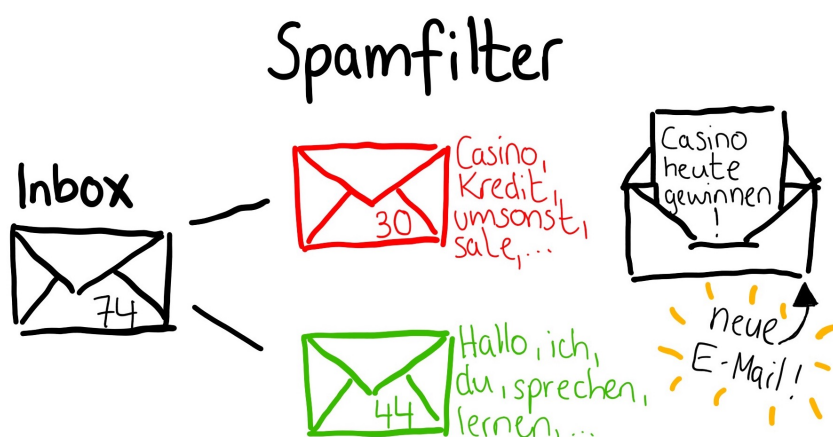 Spamfilter
Inbox
74
30
Casino,
Kredit,
umsonst,
sale,...
44
Hallo, ich,
du, sprechen,
lernen,...
Casino
heute
gewinnen
!
neue
E-Mail!